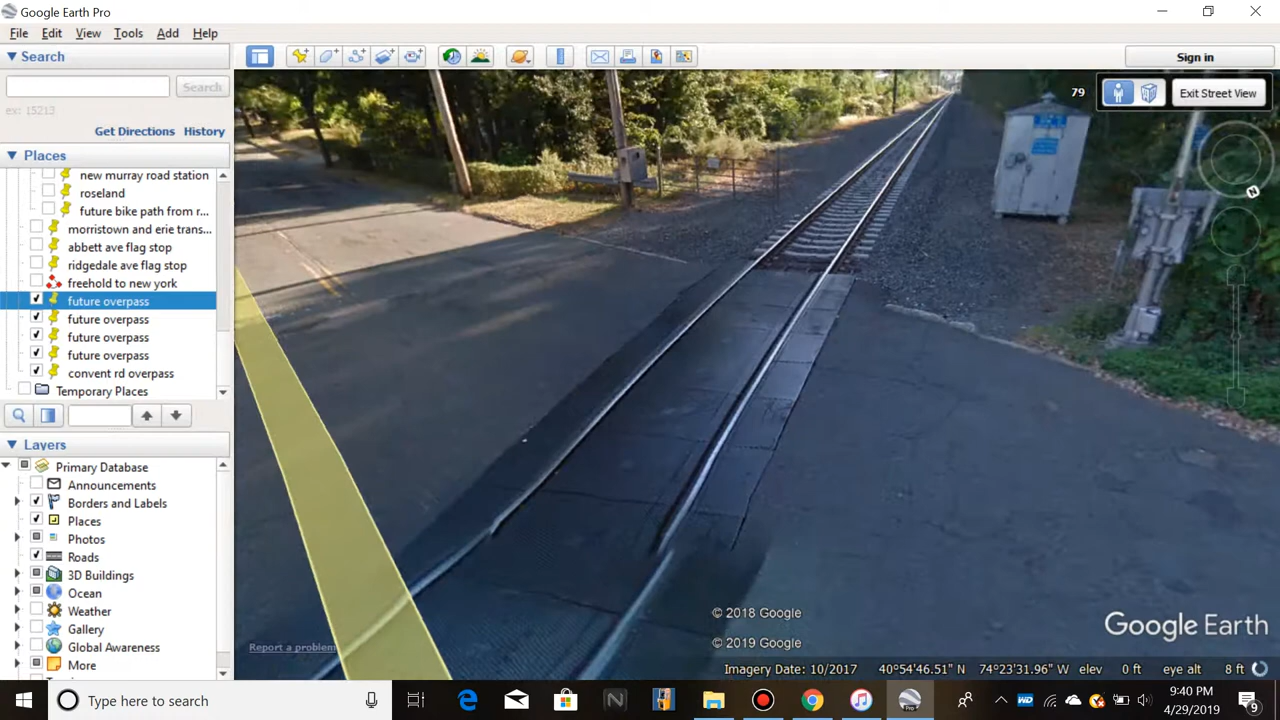 Google Earth Pro
File Edit View Tools Add Help
Search
Search
ex: 15213
Get Directions History
Places
new murray road station
roseland
future bike path from r...
morristown and erie trans...
abbett ave flag stop
ridgedale ave flag stop
freehold to new york
future overpass
future overpass
future overpass
future overpass
convent rd overpass
Temporary Places
Layers
Primary Database
Announcements
Borders and Labels
Places
Photos
Roads
3D Buildings
Ocean
Weather
Gallery
Global Awareness
More
Sign in
79
Exit Street View
N
© 2018 Google
© 2019 Google
Google Earth
Report a problem
Imagery Date: 10/2017 40°54'46.51" N 74°23'31.96" W elev 0 ft eye alt 8 ft
Type here to search
Pro
WD
9:40 PM
4/29/2019
9